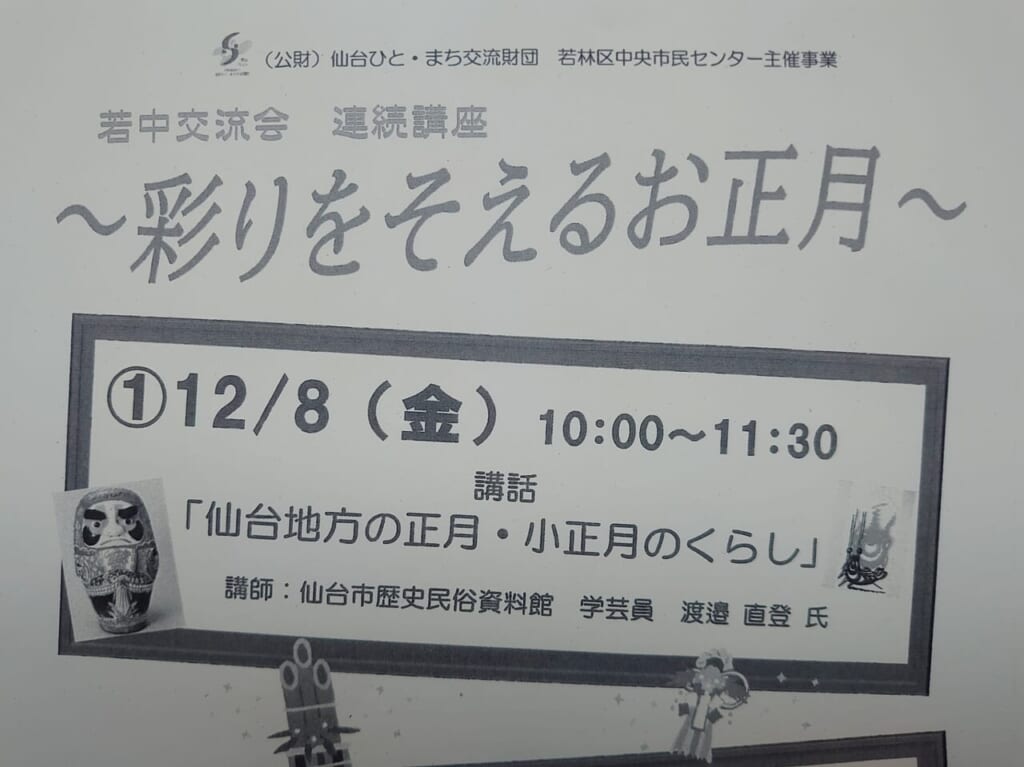 （公財）仙台ひと・まち交流財団　若林区中央市民センター主催事業
若中交流会　連続講座
～彩りをそえるお正月～
①12/8（金）10:00～11:30
講話
「仙台地方の正月・小正月のくらし」
講師：仙台市歴史民俗資料館　学芸員　渡邉 直登 氏